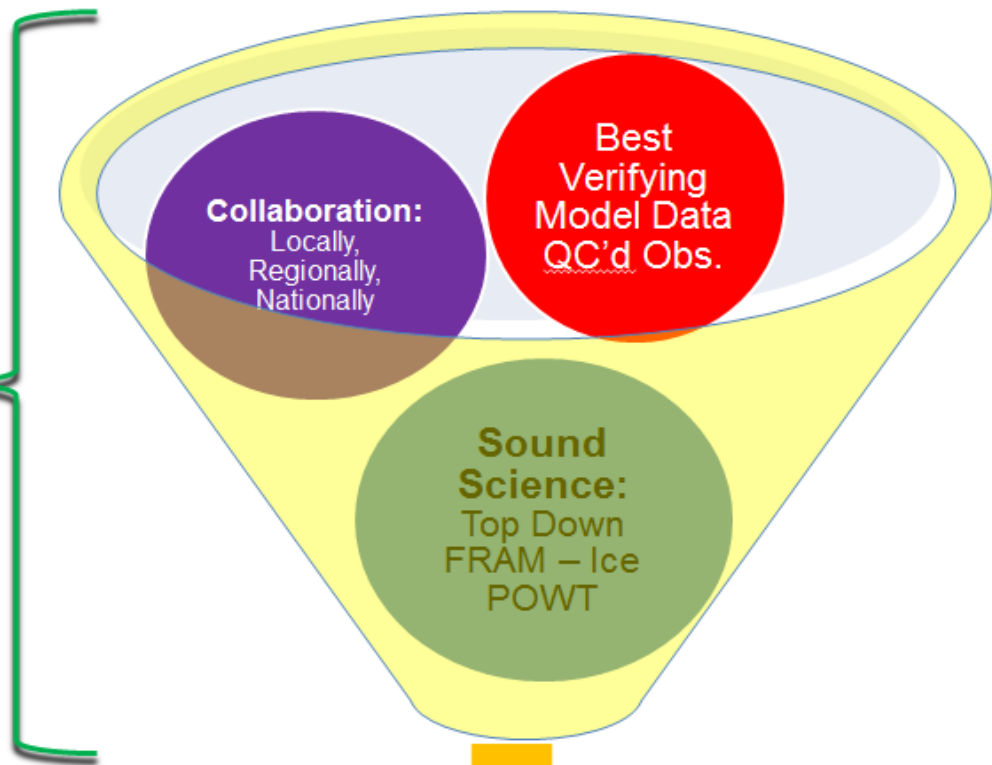 Collaboration:
Locally,
Regionally,
Nationally
Best
Verifying
Model Data
QC’d Obs.
Sound
Science:
Top Down
FRAM – Ice
POWT